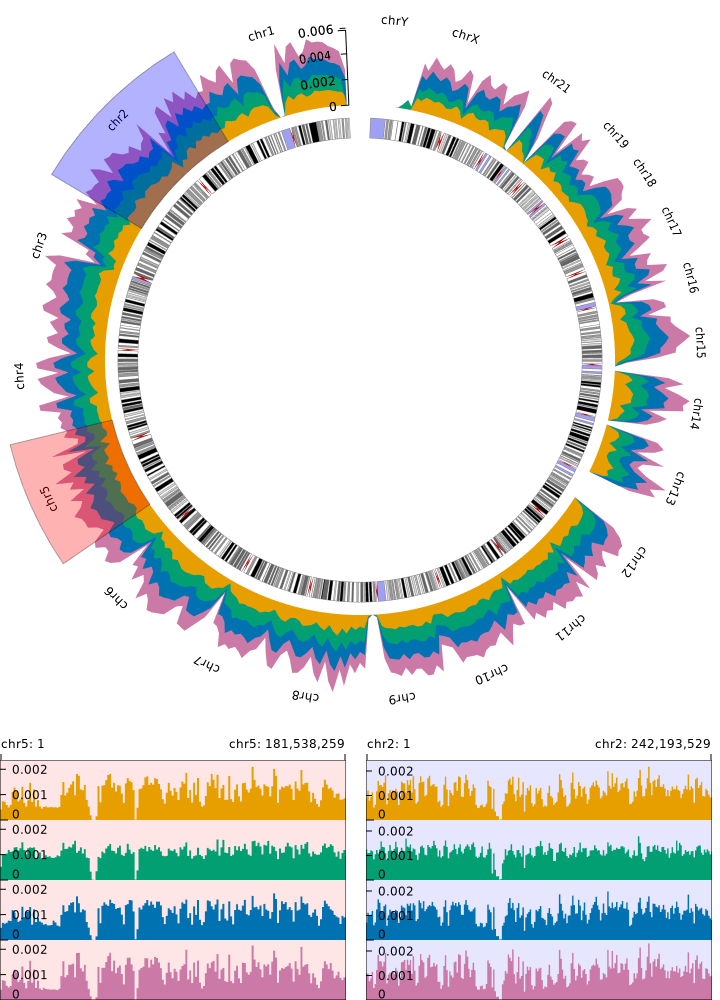 chrY
chr1
0.006
0.004
0.002
0
chrX
chr21
chr19
chr18
chr17
chr16
chr15
chr14
chr13
chr12
chr11
chr10
chr9
chr8
chr7
chr6
chr5
chr4
chr3
chr2
chr5: 1
chr5: 181,538,259
chr2: 1
chr2: 242,193,529
0.002
0.001
0
0.002
0.001
0
0.002
0.001
0
0.002
0.001
0
0.002
0.001
0
0.002
0.001
0
0.002
0.001
0
0.002
0.001
0